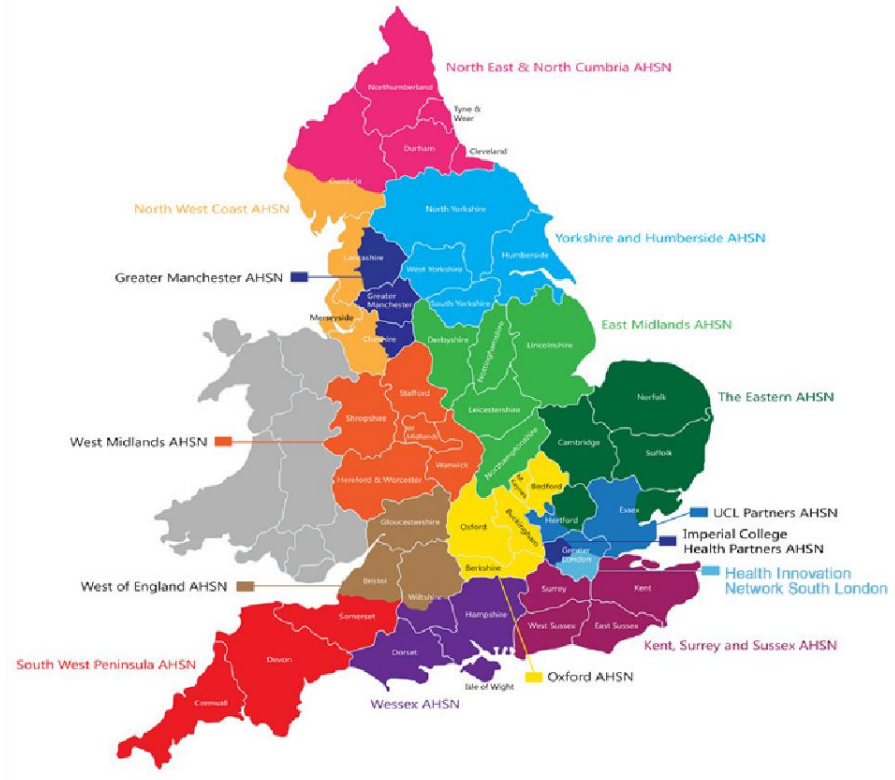 North East & North Cumbria AHSN
Northumberland
Tyne &
Wear
Durham
Cleveland
Cumbria
North West Coast AHSN
North Yorkshire
Yorkshire and Humberside AHSN
Humberside
Lancashire
West Yorkshire
Greater Manchester AHSN
Greater
Manchester
South Yorkshire
Merseyside
Cheshire
East Midlands AHSN
Derbyshire
Nottinghamshire
Lincolnshire
Stafford
Norfolk
The Eastern AHSN
Shropshire
Leicestershire
W
Midlands
West Midlands AHSN
Cambridge
Suffolk
Northamptonshire
Warwick
Hereford & Worcester
M
Keynes
Bedford
Essex
UCL Partners AHSN
Gloucestershire
Oxford
Buckingham
Hertford
Imperial College
Health Partners AHSN
Greater
London
Berkshire
Health Innovation
Network South London
West of England AHSN
Bristol
Wiltshire
Surrey
Kent
Somerset
Hampshire
West Sussex
East Sussex
Kent, Surrey and Sussex AHSN
South West Peninsula AHSN
Devon
Dorset
Oxford AHSN
Isle of Wight
Cornwall
Wessex AHSN